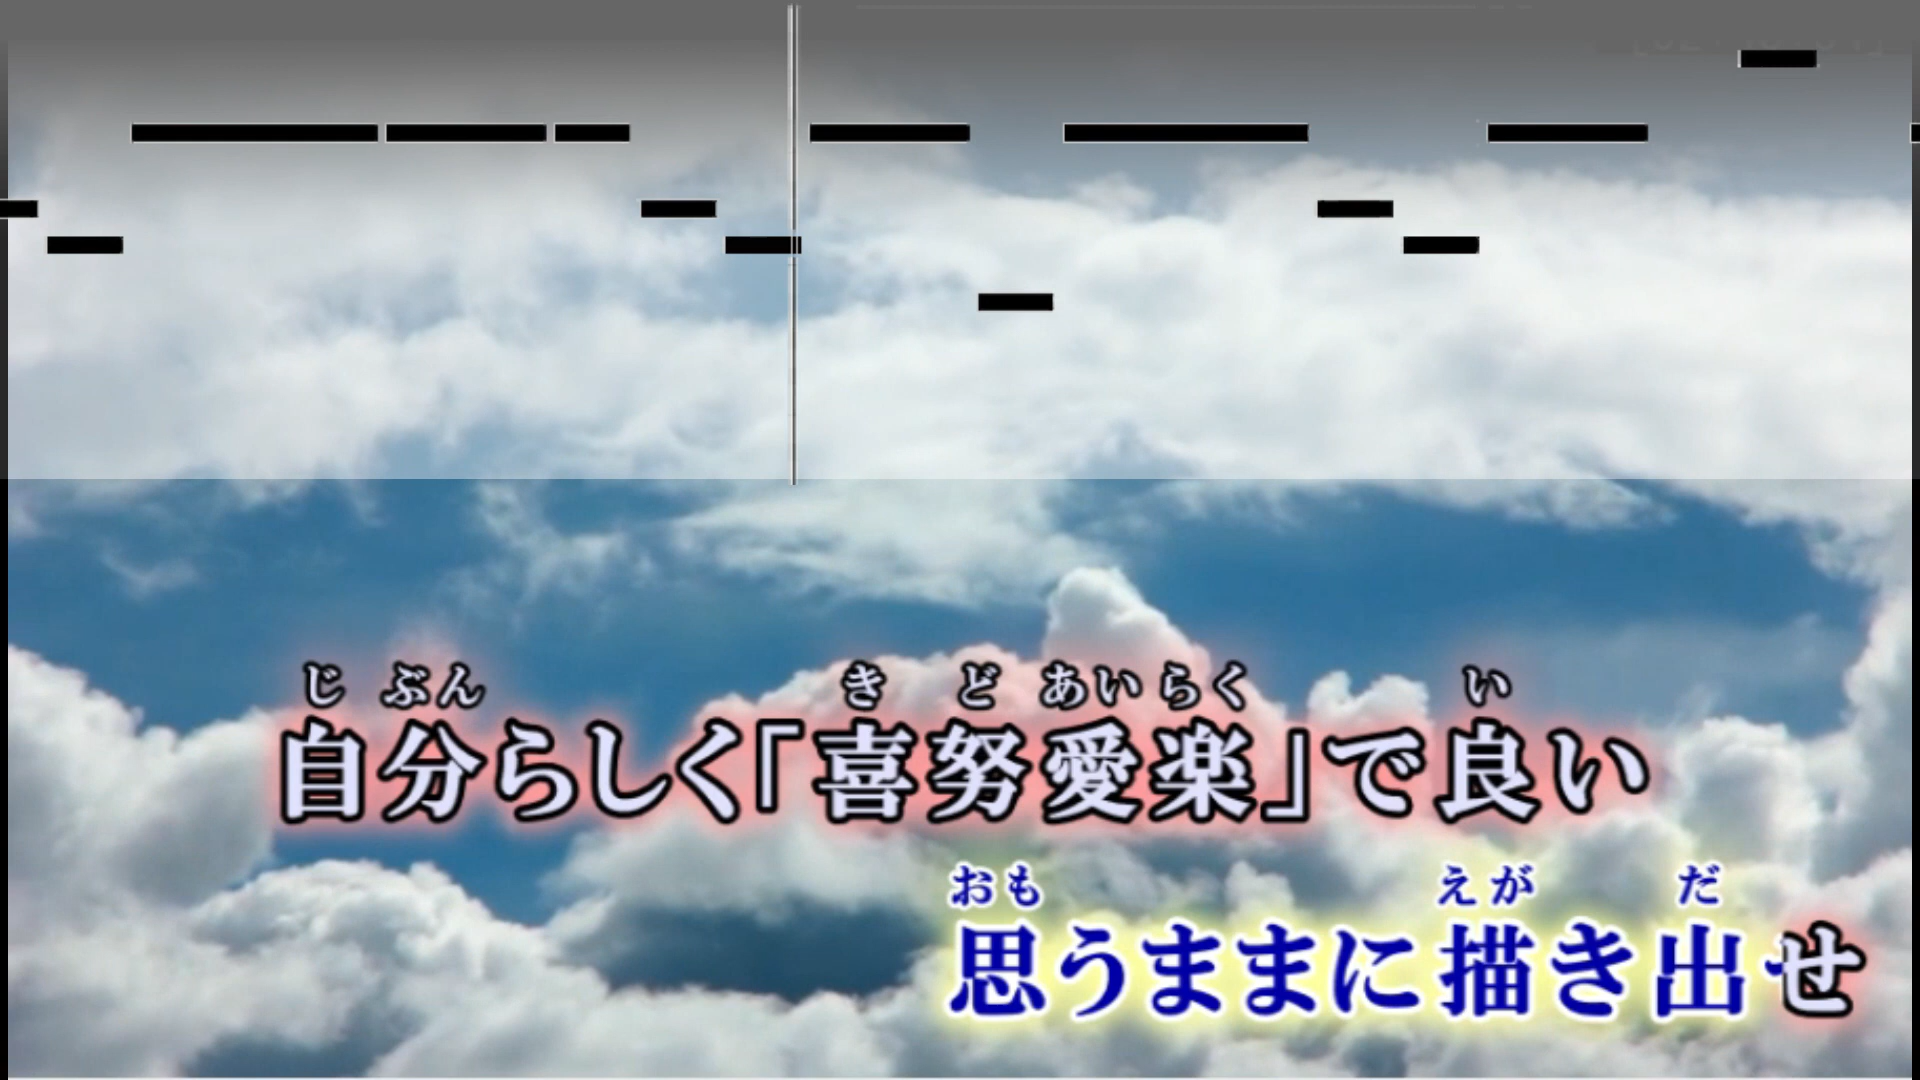 じ ぶん き ど あい らく い
自分らしく「喜努愛楽」で良い
おも えが だ
思うままに描き出せ